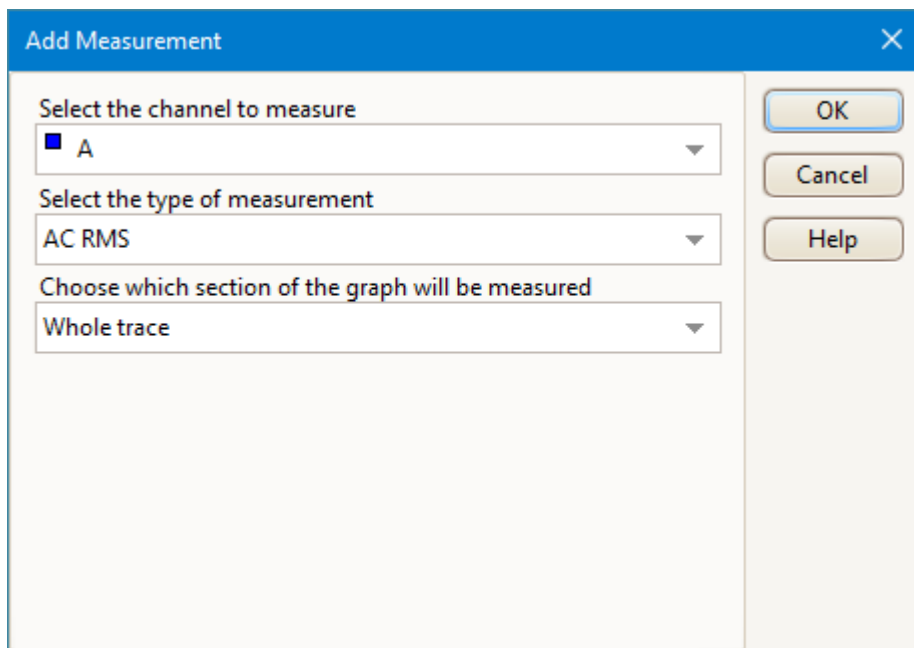 Add Measurement
Select the channel to measure
A
Select the type of measurement
AC RMS
Choose which section of the graph will be measured
Whole trace
OK
Cancel
Help